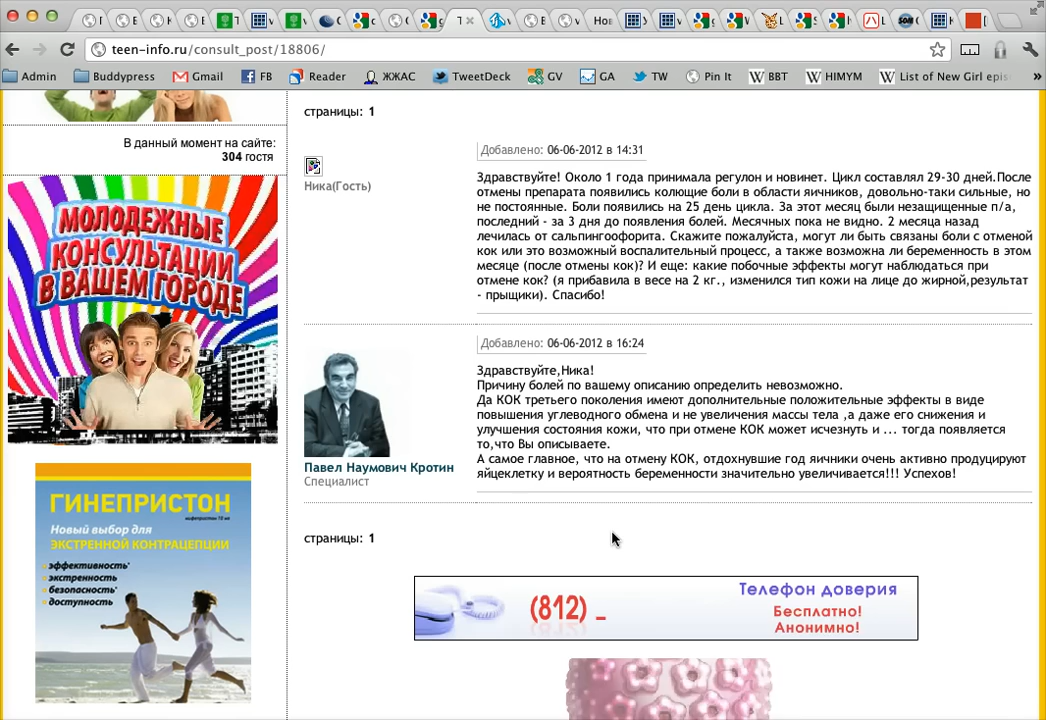 teen-info.ru/consult_post/18806/
Admin Buddypress Gmail FB Reader ЖЖАС TweetDeck GV GA TW Pin It BBT HIMYM List of New Girl epis
В данный момент на сайте:
304 гостя
МОЛОДЕЖНЫЕ
КОНСУЛЬТАЦИИ
В ВАШЕМ ГОРОДЕ
ГИНЕПРИСТОН
Новый выбор для
ЭКСТРЕННОЙ КОНТРАЦЕПЦИИ
эффективность*
экстренность
безопасность*
доступность
страницы: 1
Ника(Гость)
Добавлено: 06-06-2012 в 14:31
Здравствуйте! Около 1 года принимала регулон и новинет. Цикл составлял 29-30 дней.После
отмены препарата появились колющие боли в области яичников, довольно-таки сильные, но
не постоянные. Боли появились на 25 день цикла. За этот месяц были незащищенные п/а,
последний - за 3 дня до появления болей. Месячных пока не видно. 2 месяца назад
лечилась от сальпингоофорита. Скажите пожалуйста, могут ли быть связаны боли с отменой
кок или это возможный воспалительный процесс, а также возможна ли беременность в этом
месяце (после отмены кок)? И еще: какие побочные эффекты могут наблюдаться при
отмене кок? (я прибавила в весе на 2 кг., изменился тип кожи на лице до жирной,результат
- прыщики). Спасибо!
Павел Наумович Кротин
Специалист
Добавлено: 06-06-2012 в 16:24
Здравствуйте,Ника!
Причину болей по вашему описанию определить невозможно.
Да КОК третьего поколения имеют дополнительные положительные эффекты в виде
повышения углеводного обмена и не увеличения массы тела ,а даже его снижения и
улучшения состояния кожи, что при отмене КОК может исчезнуть и ... тогда появляется
то,что Вы описываете.
А самое главное, что на отмену КОК, отдохнувшие год яичники очень активно продуцируют
яйцеклетку и вероятность беременности значительно увеличивается!!! Успехов!
страницы: 1
(812) _
Телефон доверия
Бесплатно!
Анонимно!